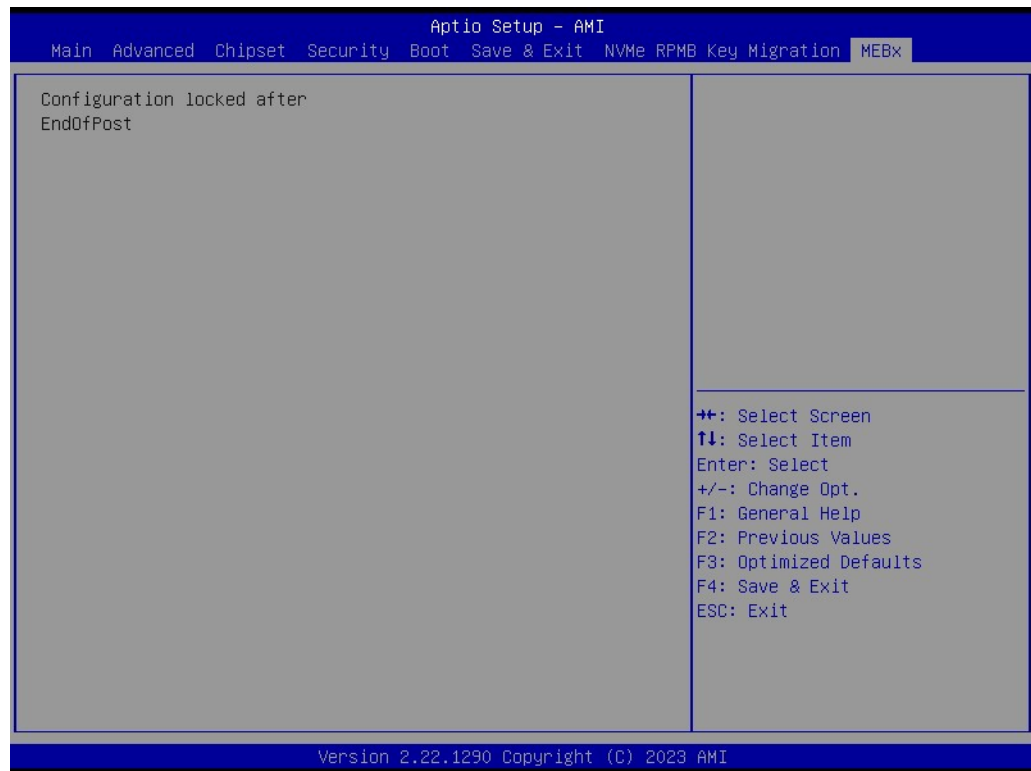 Aptio Setup – AMI
Main Advanced Chipset Security Boot Save & Exit NVMe RPMB Key Migration MEBx
Configuration locked after
EndOfPost
→←: Select Screen
↑↓: Select Item
Enter: Select
+/-: Change Opt.
F1: General Help
F2: Previous Values
F3: Optimized Defaults
F4: Save & Exit
ESC: Exit
Version 2.22.1290 Copyright (C) 2023 AMI